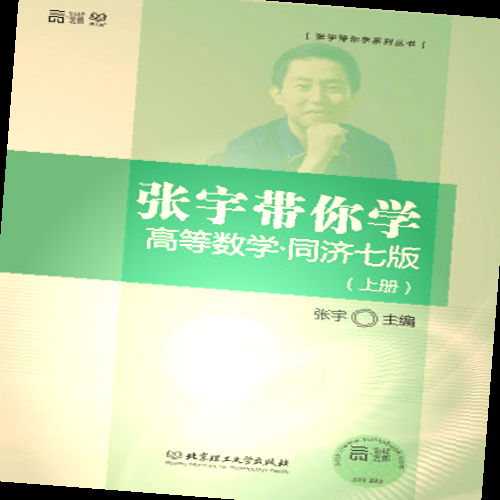 [ 张宇带你学系列丛书 ]
张宇带你学
高等数学·同济七版
(上册)
张宇 主编
北京理工大学出版社